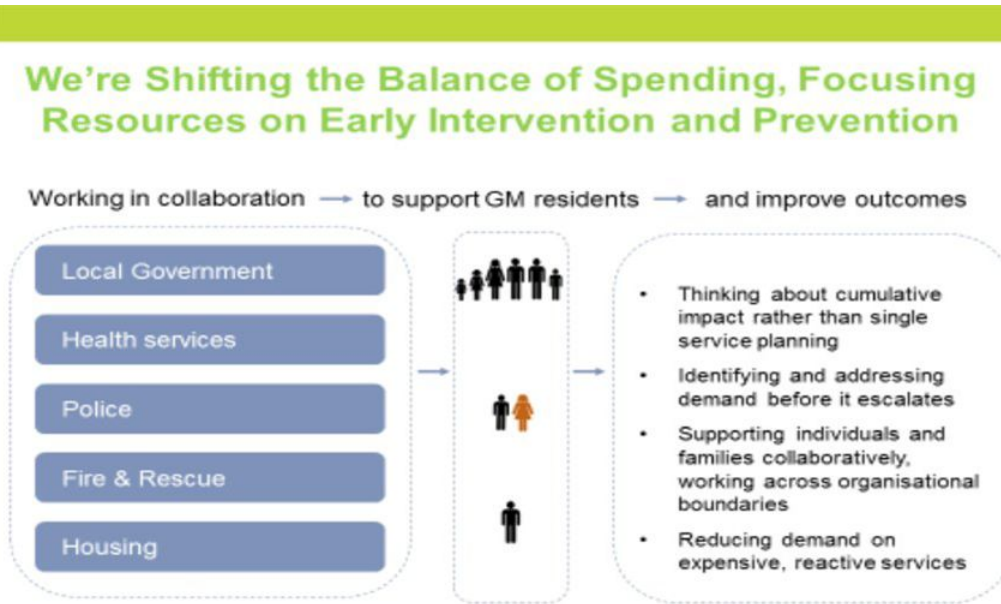 We're Shifting the Balance of Spending, Focusing
Resources on Early Intervention and Prevention
Working in collaboration → to support GM residents → and improve outcomes
Local Government
Health services
Police
Fire & Rescue
Housing
• Thinking about cumulative
impact rather than single
service planning
• Identifying and addressing
demand before it escalates
• Supporting individuals and
families collaboratively,
working across organisational
boundaries
• Reducing demand on
expensive, reactive services